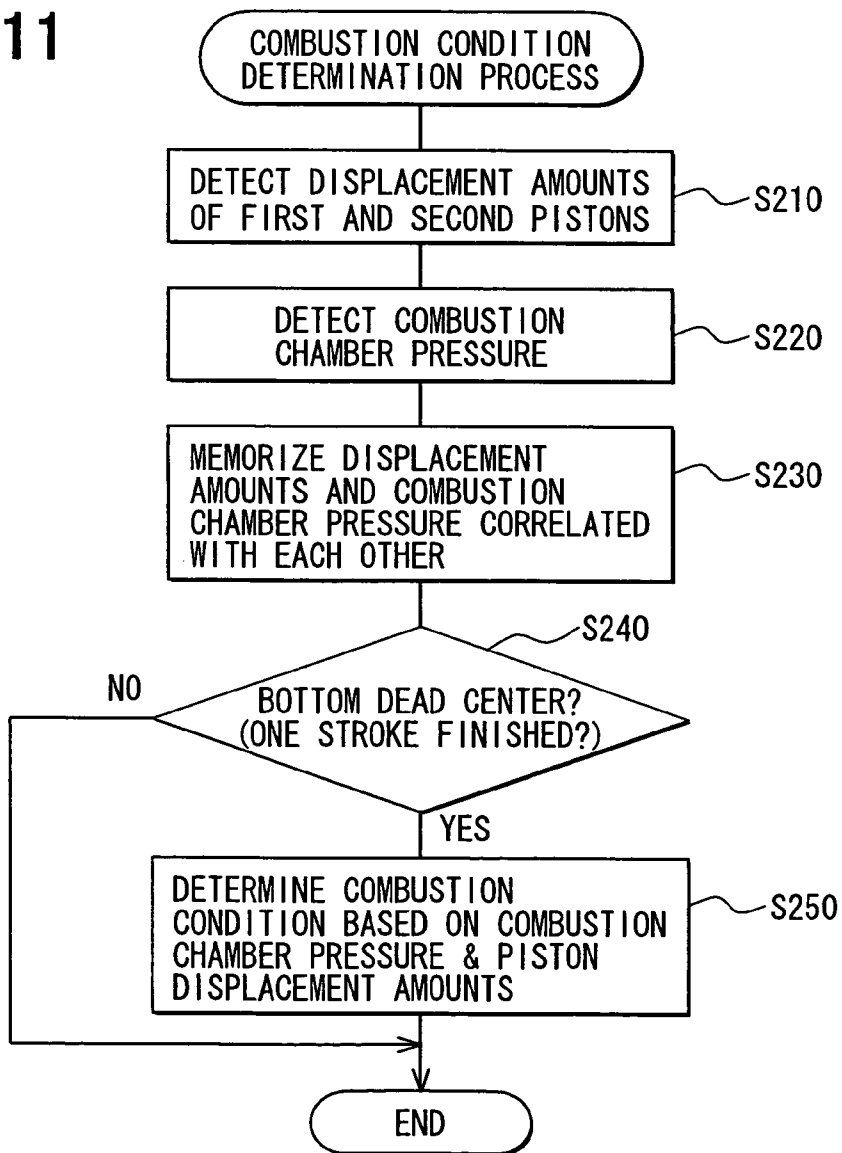 11
COMBUSTION CONDITION
DETERMINATION PROCESS
DETECT DISPLACEMENT AMOUNTS
OF FIRST AND SECOND PISTONS
S210
DETECT COMBUSTION
CHAMBER PRESSURE
S220
MEMORIZE DISPLACEMENT
AMOUNTS AND COMBUSTION
CHAMBER PRESSURE CORRELATED
WITH EACH OTHER
S230
S240
NO
BOTTOM DEAD CENTER?
(ONE STROKE FINISHED?)
YES
DETERMINE COMBUSTION
CONDITION BASED ON COMBUSTION
CHAMBER PRESSURE & PISTON
DISPLACEMENT AMOUNTS
S250
END